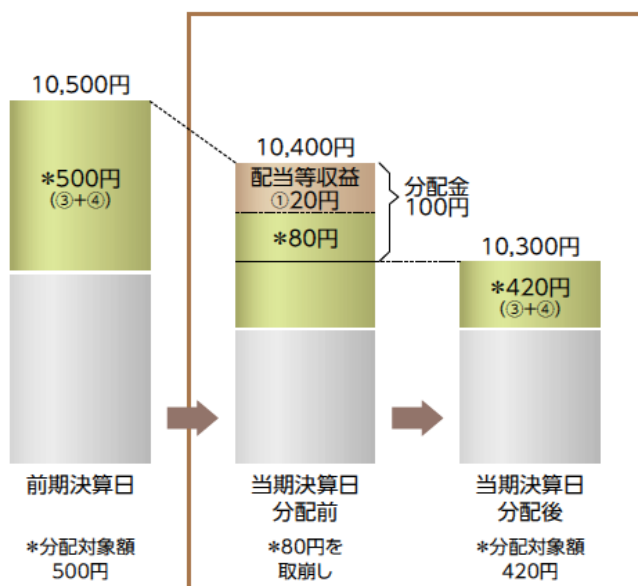 10,500円
*500円
(③+④)
前期決算日
*分配対象額
500円
10,400円
配当等収益
①20円
*80円
分配金
100円
当期決算日
分配前
*80円を
取崩し
10,300円
*420円
(③+④)
当期決算日
分配後
*分配対象額
420円